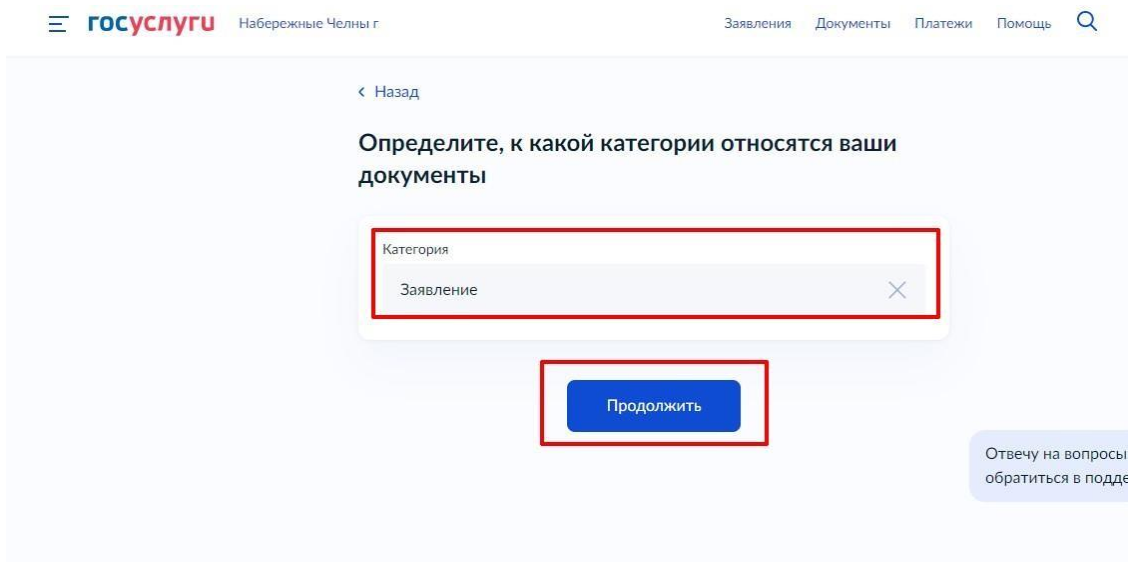 госуслуги Набережные Челны г Заявления Документы Платежи Помощь
Назад
Определите, к какой категории относятся ваши
документы
Категория
Заявление
Продолжить
Отвечу на вопросы
обратиться в подде